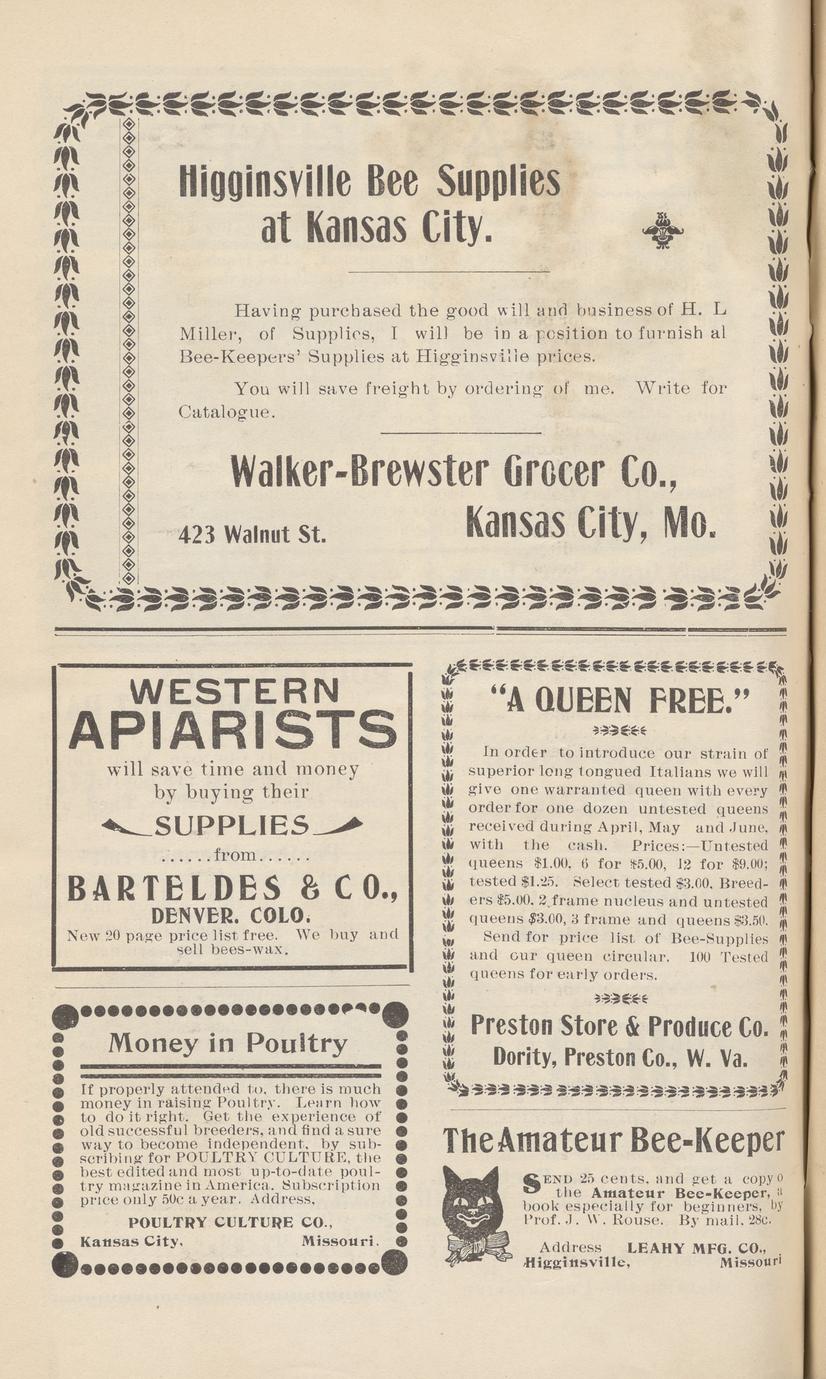 Higginsville Bee Supplies
at Kansas City.
Having purchased the good will and business of H. L
Miller, of Supplies, I will be in a position to furnish al
Bee-Keepers' Supplies at Higginsville prices.
You will save freight by ordering of me. Write for
Catalogue.
Walker-Brewster Grocer Co.,
423 Walnut St. Kansas City, Mo.
WESTERN
APIARISTS
will save time and money
by buying their
SUPPLIES
......from......
BARTELDES & CO.,
DENVER. COLO.
New 20 page price list free. We buy and
sell bees-wax.
Money in Poultry
If properly attended to, there is much
money in raising Poultry. Learn how
to do it right. Get the experience of
old successful breeders, and find a sure
way to become independent, by sub-
scribing for POULTRY CULTURE, the
best edited and most up-to-date poul-
try magazine in America. Subscription
price only 50c a year. Address,
POULTRY CULTURE CO.,
Kansas City, Missouri.
"A QUEEN FREE."
In order to introduce our strain of
superior long tongued Italians we will
give one warranted queen with every
order for one dozen untested queens
received during April, May and June,
with the cash. Prices:—Untested
queens $1.00, 6 for $5.00, 12 for $9.00;
tested $1.25. Select tested $3.00. Breed-
ers $5.00. 2 frame nucleus and untested
queens $3.00, 3 frame and queens $3.50.
Send for price list of Bee-Supplies
and our queen circular. 100 Tested
queens for early orders.
Preston Store & Produce Co.
Dority, Preston Co., W. Va.
The Amateur Bee-Keeper
SEND 25 cents, and get a copy o
the Amateur Bee-Keeper, a
book especially for beginners, by
Prof. J. W. Rouse. By mail, 28c.
Address LEAHY MFG. CO.,
Higginsville, Missouri